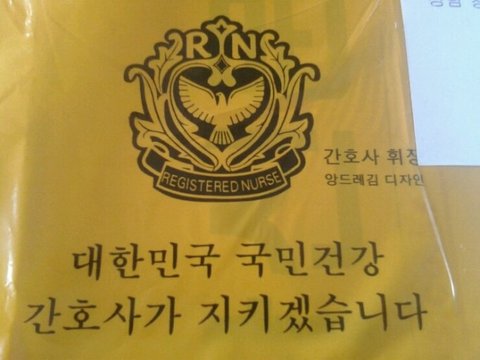 RN
REGISTERED NURSE
간호사 휘장
앙드레김 디자인
대한민국 국민건강
간호사가 지키겠습니다